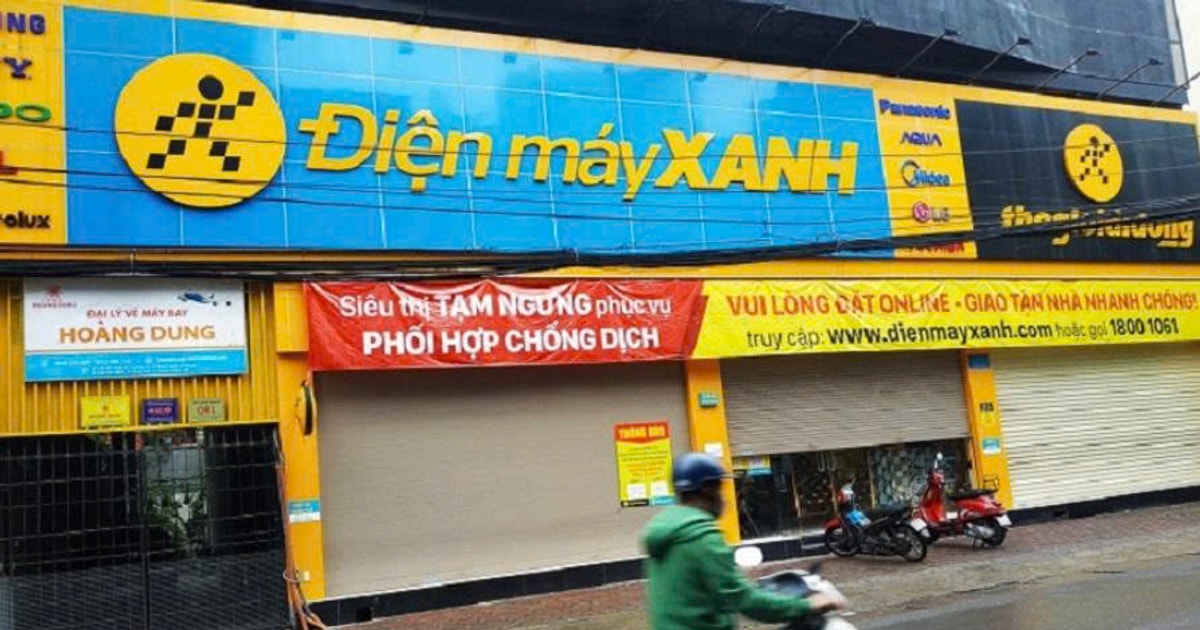 Điện máy XANH
Panasonic
AQUA
Midea
LG
thegioididong
ĐẠI LÝ VÉ MÁY BAY
HOÀNG DUNG
Siêu thị TẠM NGƯNG phục vụ
PHỐI HỢP CHỐNG DỊCH
VUI LÒNG ĐẶT ONLINE - GIAO TẬN NHÀ NHANH CHÓNG
truy cập: www.dienmayxanh.com hoặc gọi 1800 1061
THÔNG BÁO